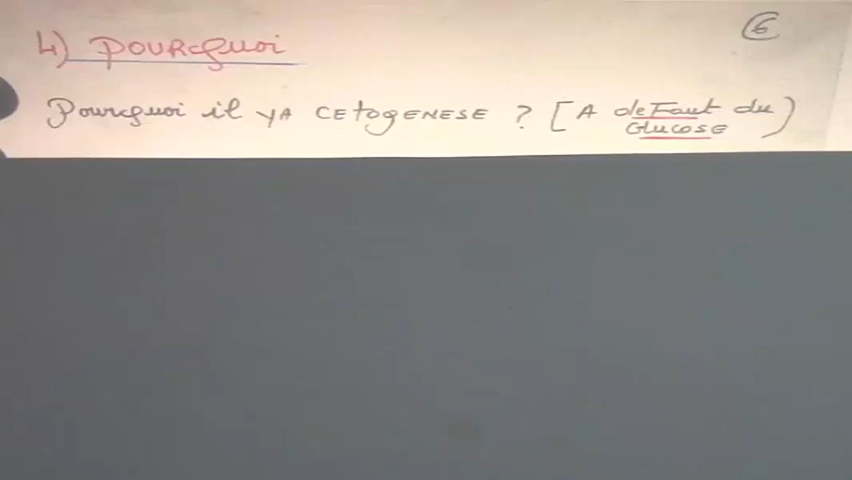 6
4) POURQUOI
Pourquoi il YA CETOGENESE ? [A deFaut du
GLUCOSE)